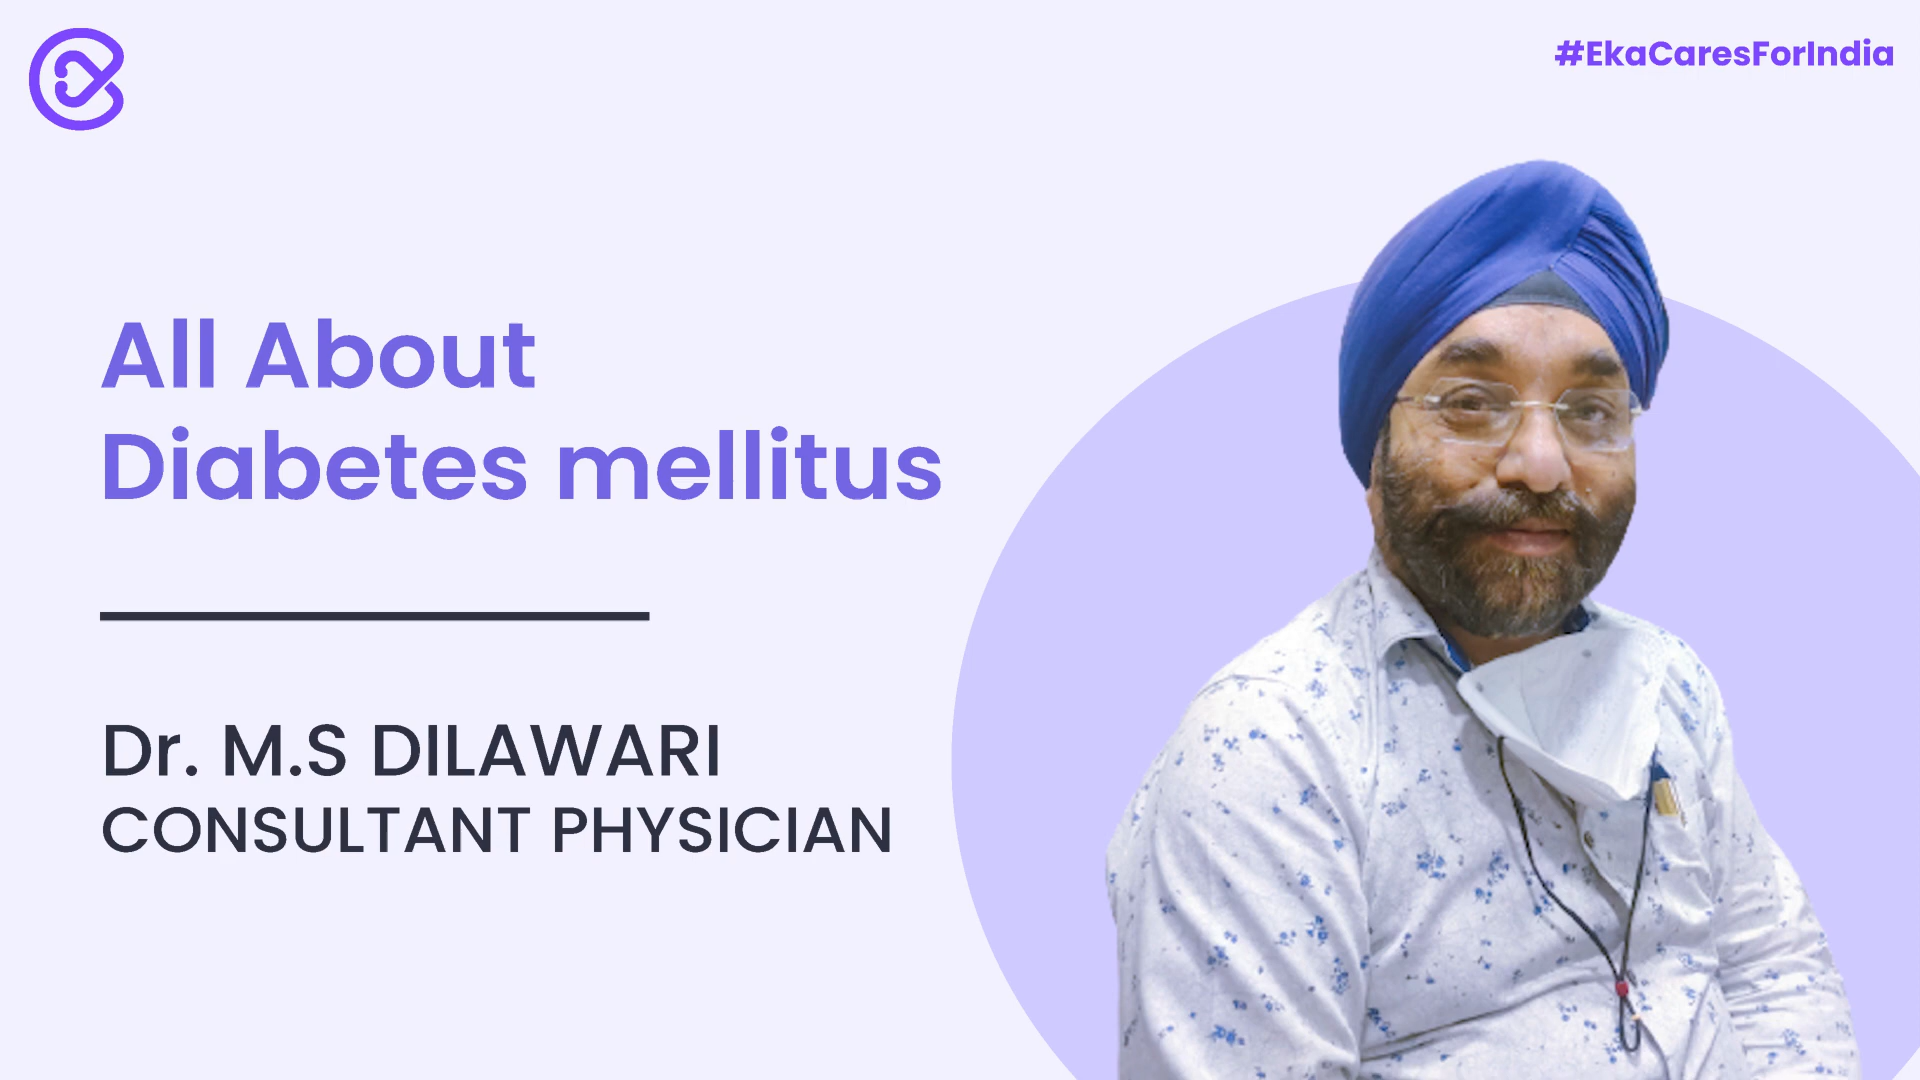 #EkaCaresForIndia
All About
Diabetes mellitus
Dr. M.S DILAWARI
CONSULTANT PHYSICIAN